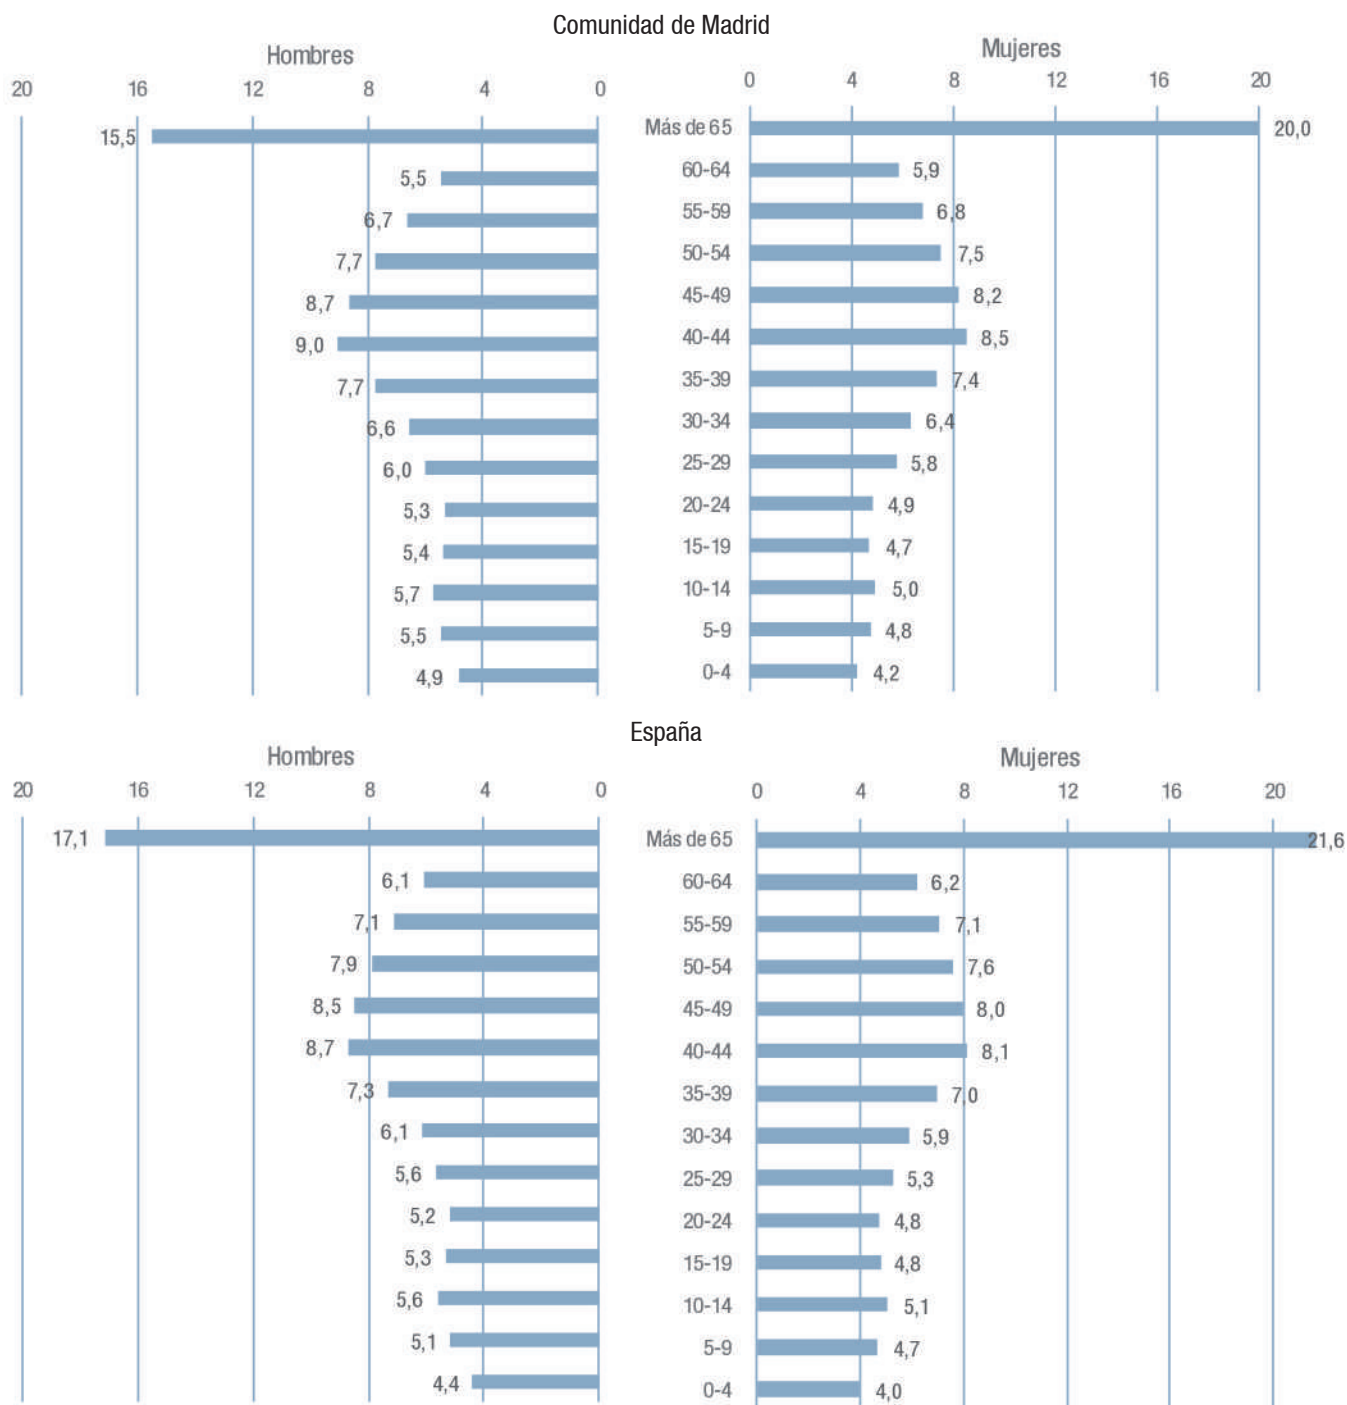 Comunidad de Madrid
Hombres
Mujeres
20 16 12 8 4 0
0 4 8 12 16 20
15,5 Más de 65 20,0
5,5 60-64 5,9
6,7 55-59 6,8
7,7 50-54 7,5
8,7 45-49 8,2
9,0 40-44 8,5
7,7 35-39 7,4
6,6 30-34 6,4
6,0 25-29 5,8
5,3 20-24 4,9
5,4 15-19 4,7
5,7 10-14 5,0
5,5 5-9 4,8
4,9 0-4 4,2
España
Hombres
Mujeres
20 16 12 8 4 0
0 4 8 12 16 20
17,1 Más de 65 21,6
6,1 60-64 6,2
7,1 55-59 7,1
7,9 50-54 7,6
8,5 45-49 8,0
8,7 40-44 8,1
7,3 35-39 7,0
6,1 30-34 5,9
5,6 25-29 5,3
5,2 20-24 4,8
5,3 15-19 4,8
5,6 10-14 5,1
5,1 5-9 4,7
4,4 0-4 4,0